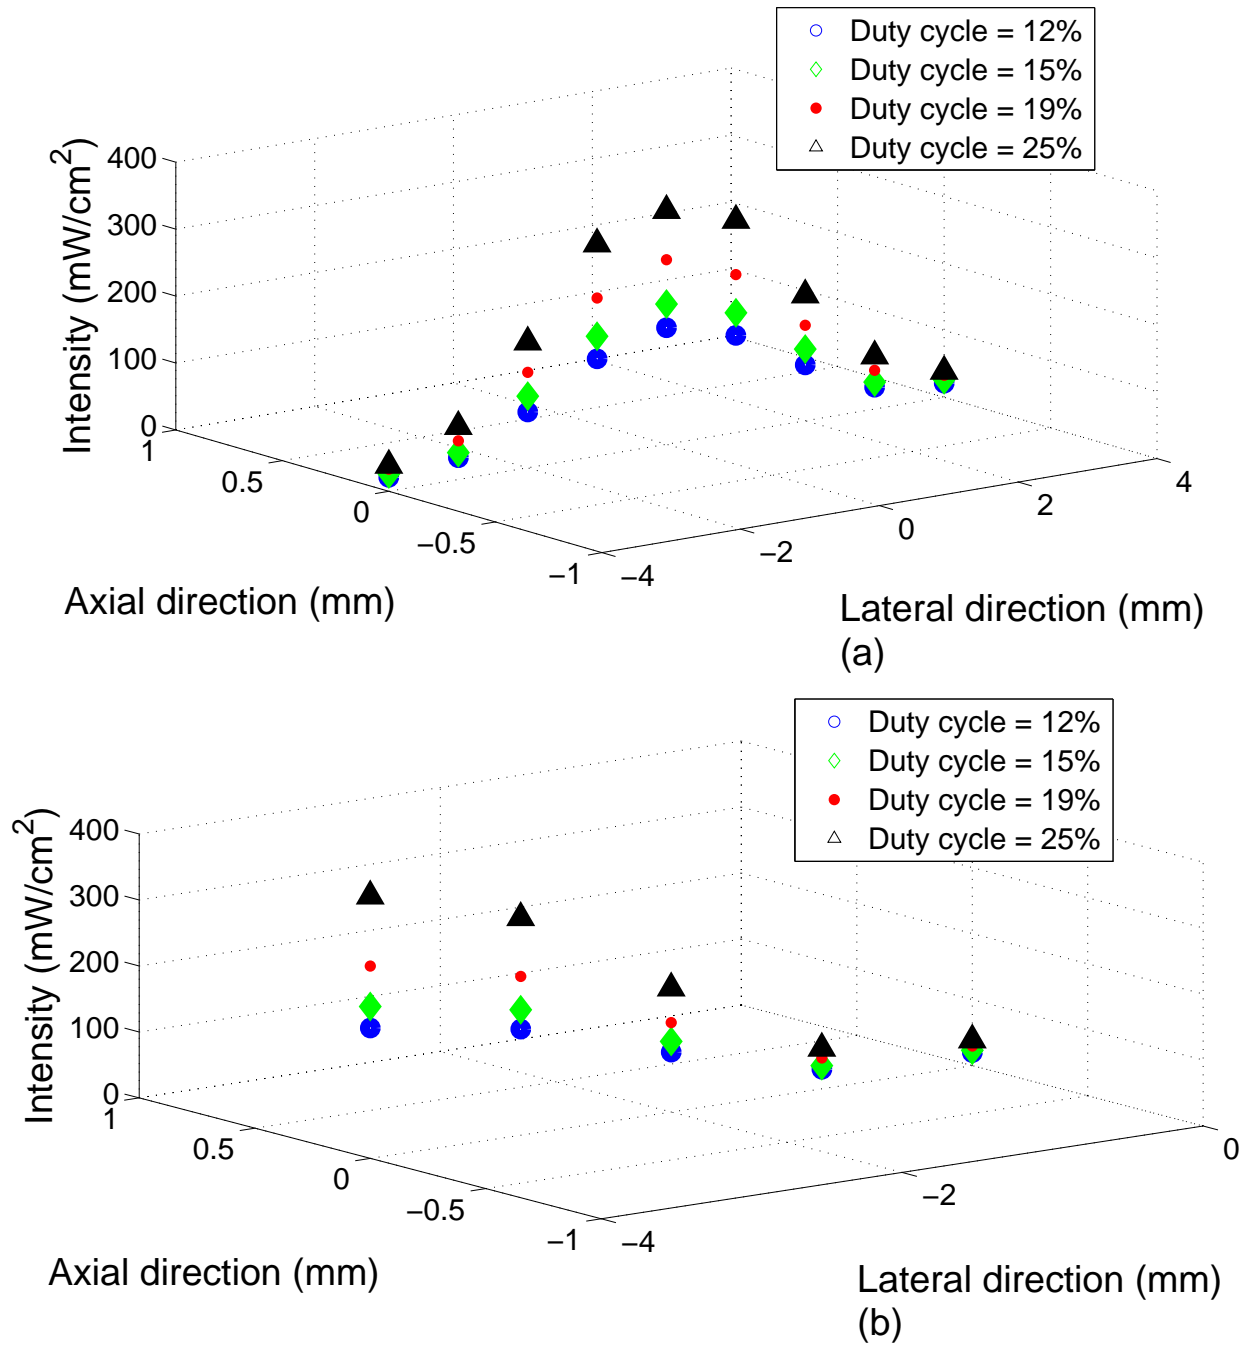 Duty cycle = 12%
Duty cycle = 15%
Duty cycle = 19%
Duty cycle = 25%
Intensity (mW/cm²)
400
300
200
100
0
1
0.5
0
−0.5
−1
−4
−2
0
2
4
Axial direction (mm)
Lateral direction (mm)
(a)
Duty cycle = 12%
Duty cycle = 15%
Duty cycle = 19%
Duty cycle = 25%
Intensity (mW/cm²)
400
300
200
100
0
1
0.5
0
−0.5
−1
−4
−2
0
Axial direction (mm)
Lateral direction (mm)
(b)